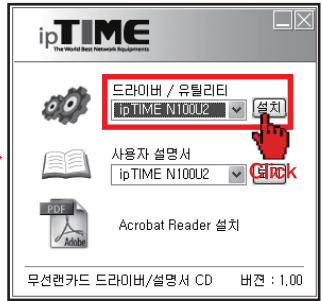 ipTIME
The World Best Network Equipments
드라이버 / 유틸리티
ipTIME N100U2 설치
사용자 설명서
ipTIME N100U2
Click
PDF
Adobe
Acrobat Reader 설치
무선랜카드 드라이버/설명서 CD 버젼 : 1,00